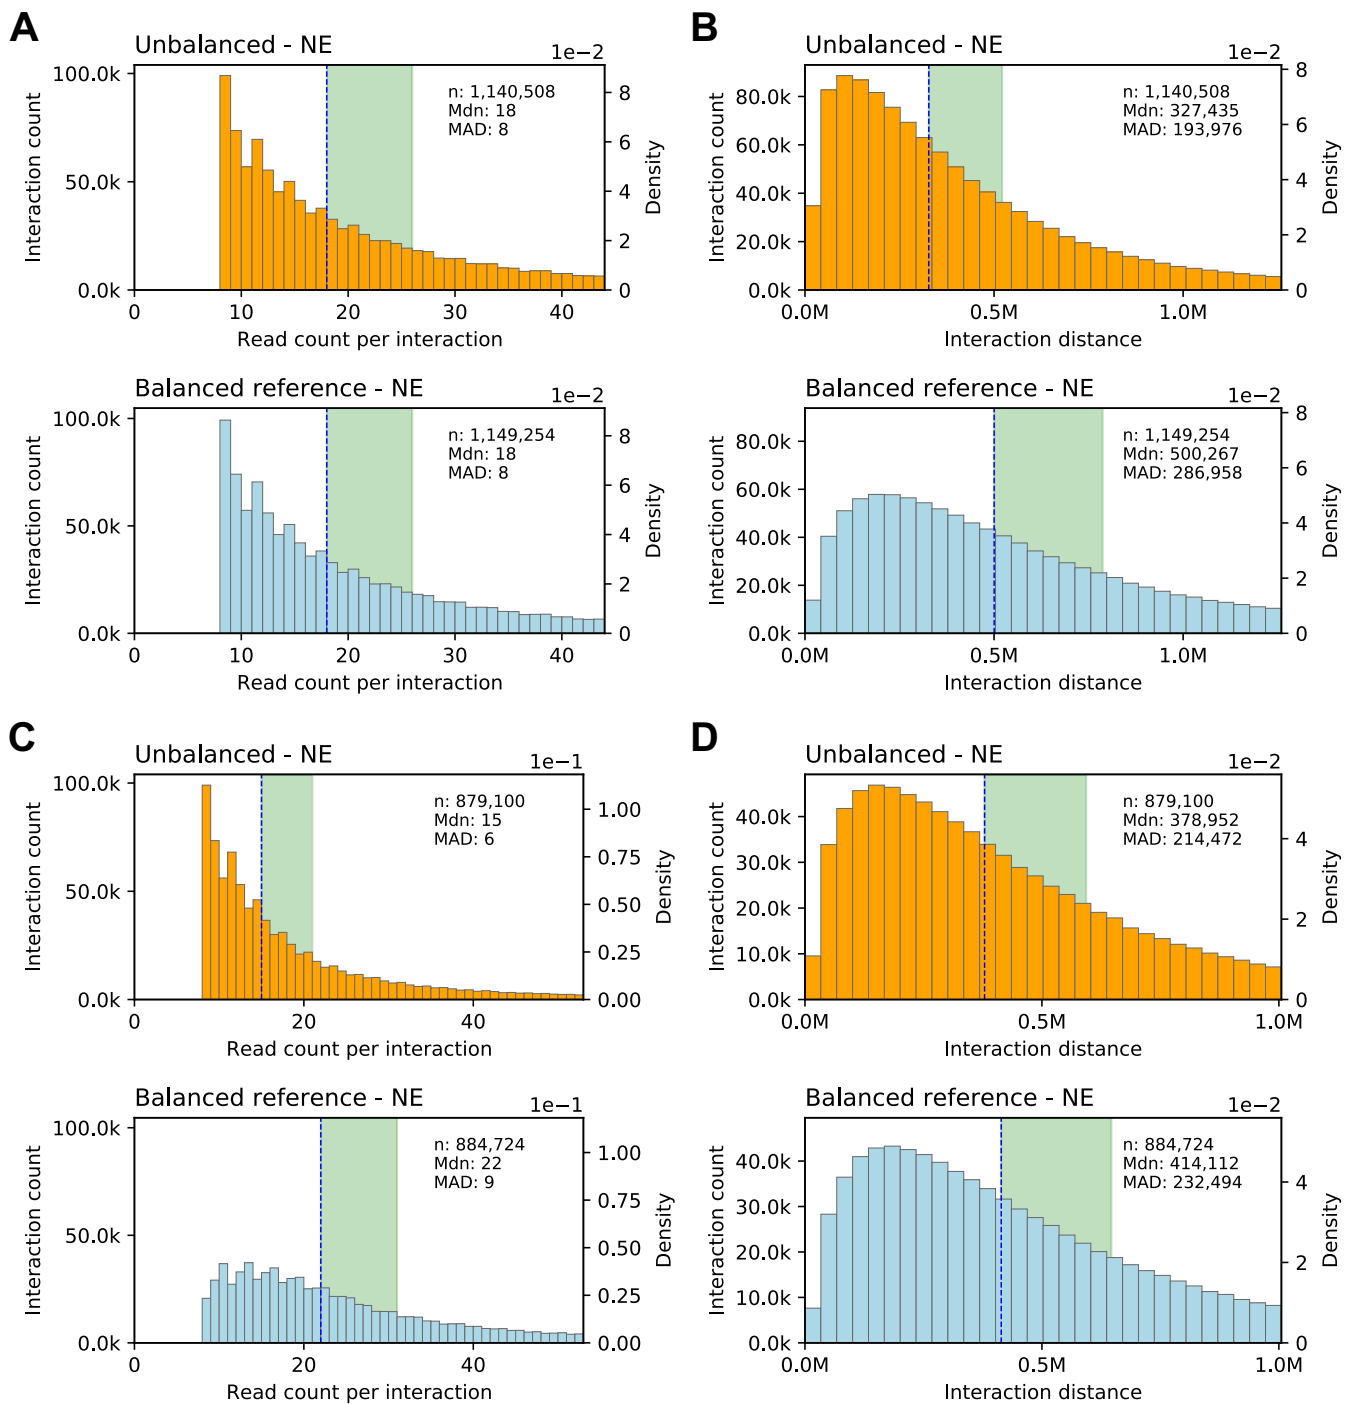 A
Unbalanced - NE
1e−2
100.0k
50.0k
0.0k
Interaction count
n: 1,140,508
Mdn: 18
MAD: 8
8
6
4
2
0
Density
10
20
30
40
Read count per interaction
Balanced reference - NE
1e−2
100.0k
50.0k
0.0k
Interaction count
n: 1,149,254
Mdn: 18
MAD: 8
8
6
4
2
0
Density
0
10
20
30
40
Read count per interaction
B
Unbalanced - NE
1e−2
80.0k
60.0k
40.0k
20.0k
0.0k
Interaction count
n: 1,140,508
Mdn: 327,435
MAD: 193,976
8
6
4
2
0
Density
0.0M
0.5M
1.0M
Interaction distance
Balanced reference - NE
1e−2
80.0k
60.0k
40.0k
20.0k
0.0k
Interaction count
n: 1,149,254
Mdn: 500,267
MAD: 286,958
8
6
4
2
0
Density
0.0M
0.5M
1.0M
Interaction distance
C
Unbalanced - NE
1e−1
100.0k
50.0k
0.0k
Interaction count
n: 879,100
Mdn: 15
MAD: 6
1.00
0.75
0.50
0.25
0.00
Density
0
20
40
Read count per interaction
Balanced reference - NE
1e−1
100.0k
50.0k
0.0k
Interaction count
n: 884,724
Mdn: 22
MAD: 9
1.00
0.75
0.50
0.25
0.00
Density
0
20
40
Read count per interaction
D
Unbalanced - NE
1e−2
40.0k
30.0k
20.0k
10.0k
0.0k
Interaction count
n: 879,100
Mdn: 378,952
MAD: 214,472
4
2
0
Density
0.0M
0.5M
1.0M
Interaction distance
Balanced reference - NE
1e−2
40.0k
30.0k
20.0k
10.0k
0.0k
Interaction count
n: 884,724
Mdn: 414,112
MAD: 232,494
4
2
0
Density
0.0M
0.5M
1.0M
Interaction distance